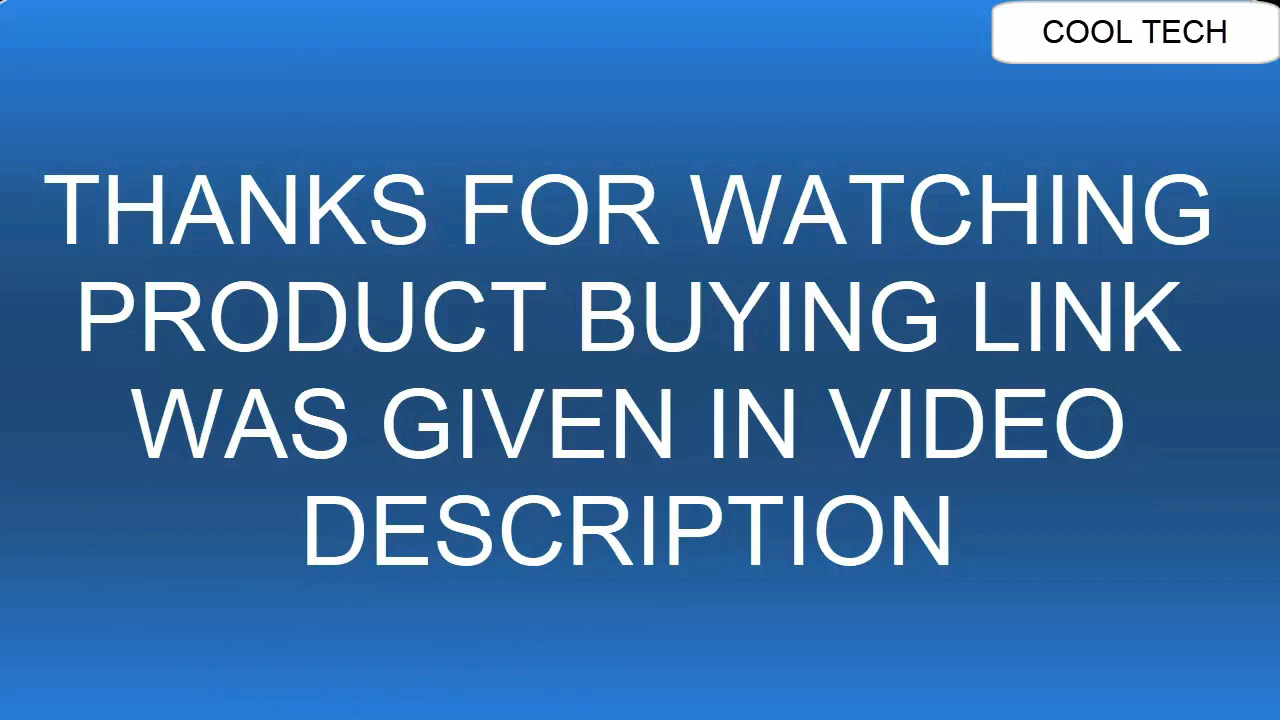 COOL TECH
THANKS FOR WATCHING
PRODUCT BUYING LINK
WAS GIVEN IN VIDEO
DESCRIPTION